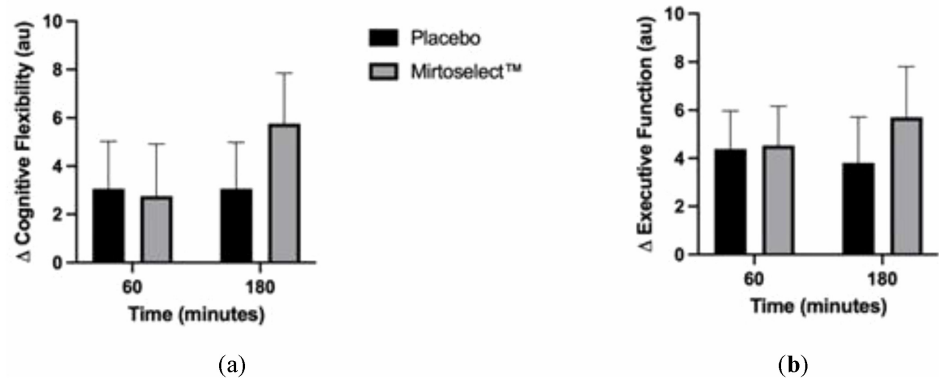 Δ Cognitive Flexibility (au)
10
8
6
4
2
0
60
180
Time (minutes)
(a)
Placebo
Mirtoselect™
Δ Executive Function (au)
10
8
6
4
2
0
60
180
Time (minutes)
(b)